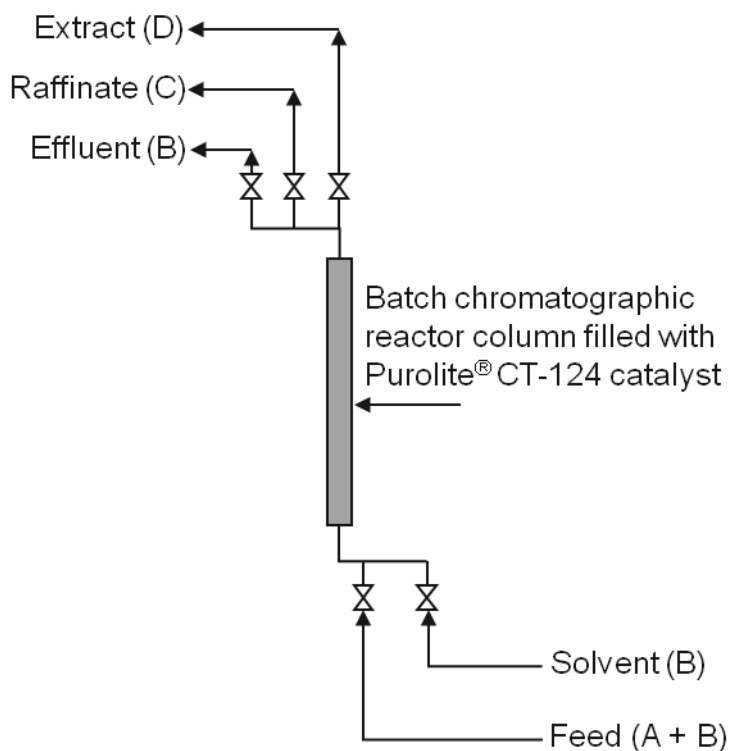 Extract (D)
Raffinate (C)
Effluent (B)
Batch chromatographic
reactor column filled with
Purolite® CT-124 catalyst
Solvent (B)
Feed (A + B)